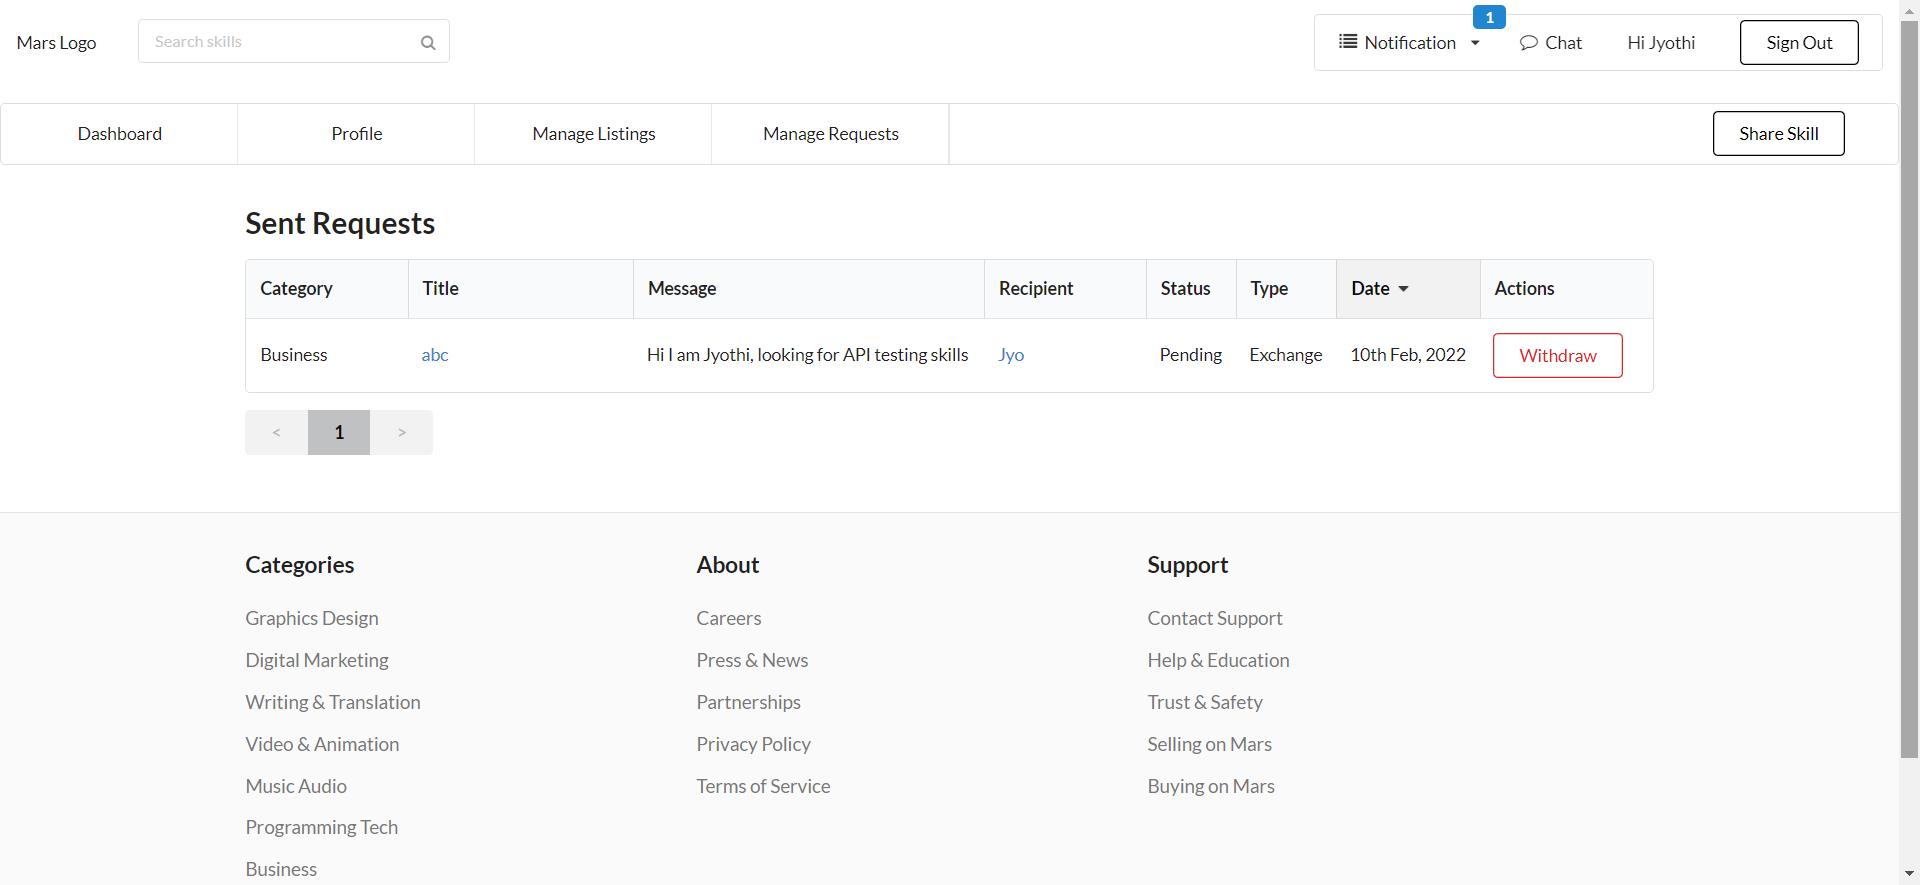 Mars Logo
Search skills
1
Notification
Chat
Hi Jyothi
Sign Out
Dashboard
Profile
Manage Listings
Manage Requests
Share Skill
Sent Requests
Category Title Message Recipient Status Type Date Actions
Business abc Hi I am Jyothi, looking for API testing skills Jyo Pending Exchange 10th Feb, 2022 Withdraw
< 1 >
Categories
Graphics Design
Digital Marketing
Writing & Translation
Video & Animation
Music Audio
Programming Tech
Business
About
Careers
Press & News
Partnerships
Privacy Policy
Terms of Service
Support
Contact Support
Help & Education
Trust & Safety
Selling on Mars
Buying on Mars